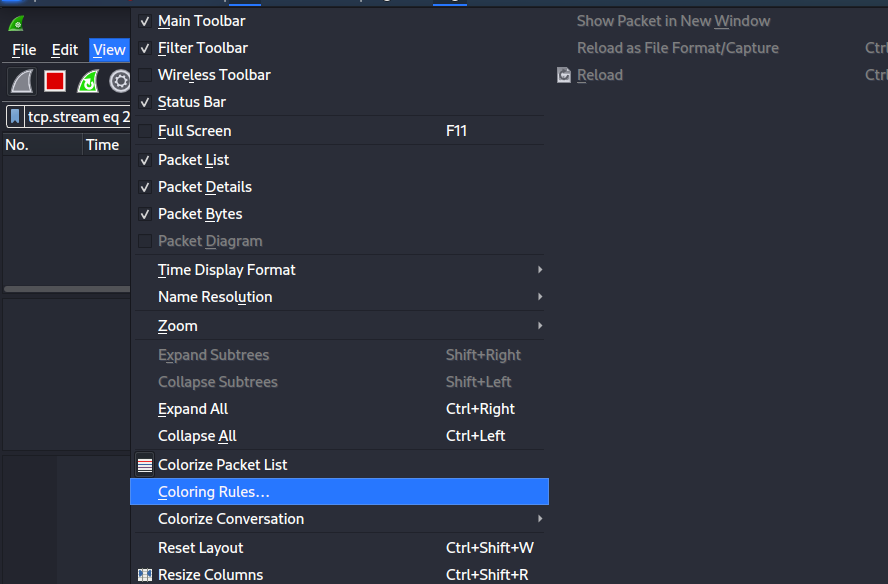 File Edit View
tcp.stream eq 2
No. Time
Main Toolbar
Filter Toolbar
Wireless Toolbar
Status Bar
Full Screen F11
Packet List
Packet Details
Packet Bytes
Packet Diagram
Time Display Format
Name Resolution
Zoom
Expand Subtrees Shift+Right
Collapse Subtrees Shift+Left
Expand All Ctrl+Right
Collapse All Ctrl+Left
Colorize Packet List
Coloring Rules…
Colorize Conversation
Reset Layout Ctrl+Shift+W
Resize Columns Ctrl+Shift+R
Show Packet in New Window
Reload as File Format/Capture Ctrl
Reload Ctrl